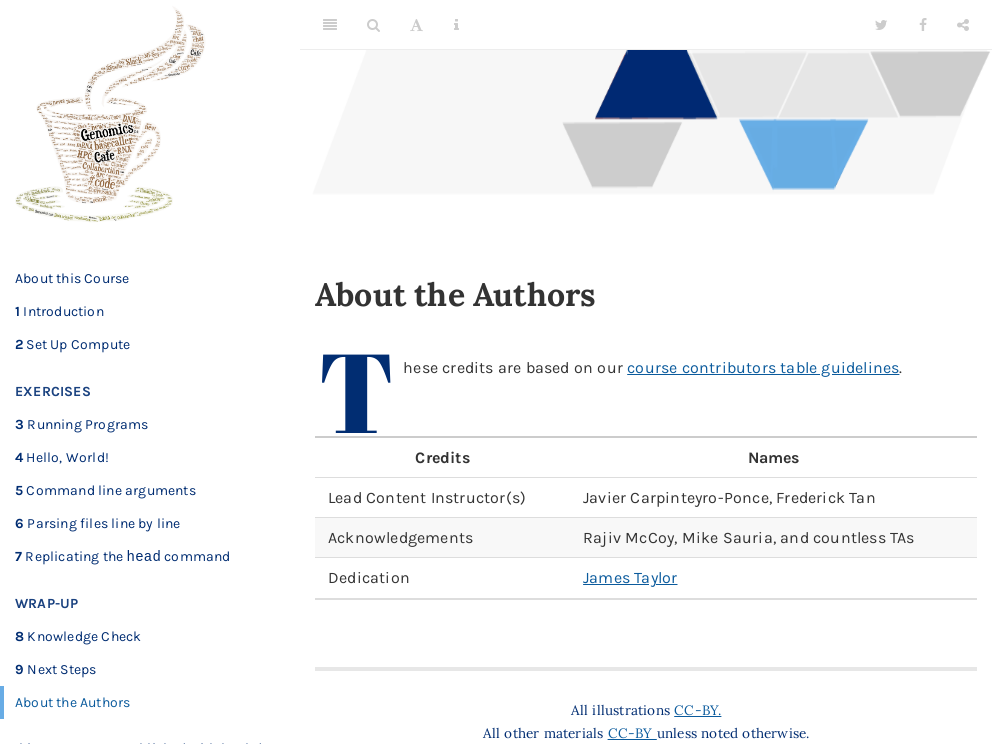 Genomics
Cafe
code
About this Course
1 Introduction
2 Set Up Compute
EXERCISES
3 Running Programs
4 Hello, World!
5 Command line arguments
6 Parsing files line by line
7 Replicating the head command
WRAP-UP
8 Knowledge Check
9 Next Steps
About the Authors
About the Authors
These credits are based on our course contributors table guidelines.
Credits Names
Lead Content Instructor(s) Javier Carpinteyro-Ponce, Frederick Tan
Acknowledgements Rajiv McCoy, Mike Sauria, and countless TAs
Dedication James Taylor
All illustrations CC-BY.
All other materials CC-BY unless noted otherwise.